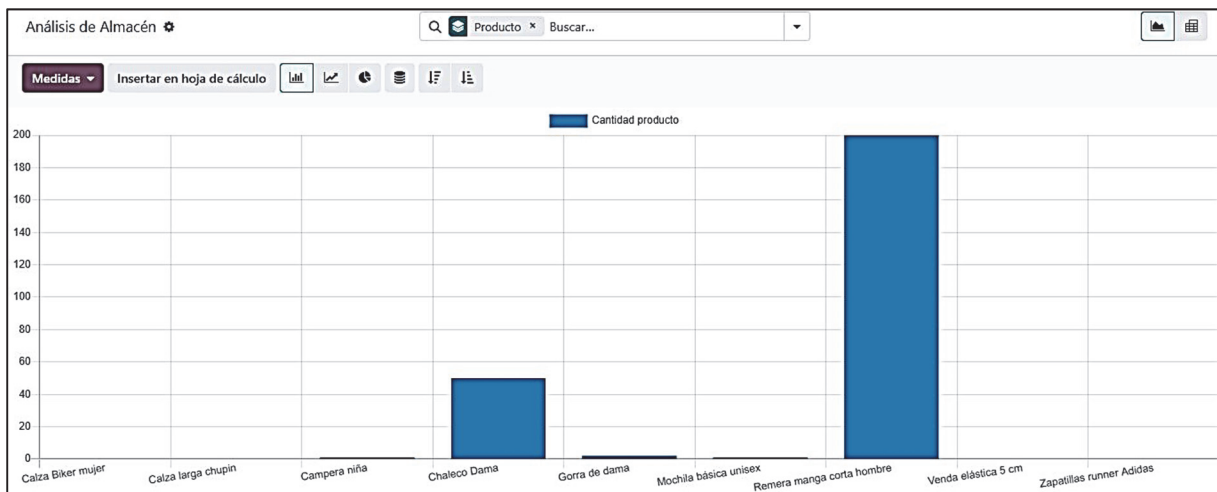 Análisis de Almacén
Producto × Buscar...
Medidas Insertar en hoja de cálculo
Cantidad producto
200
180
160
140
120
200
100
80
60
40
20
0
Calza Biker mujer
Calza larga chupin
Campera niña
Chaleco Dama
Gorra de dama
Mochila básica unisex
Remera manga corta hombre
Venda elástica 5 cm
Zapatillas runner Adidas